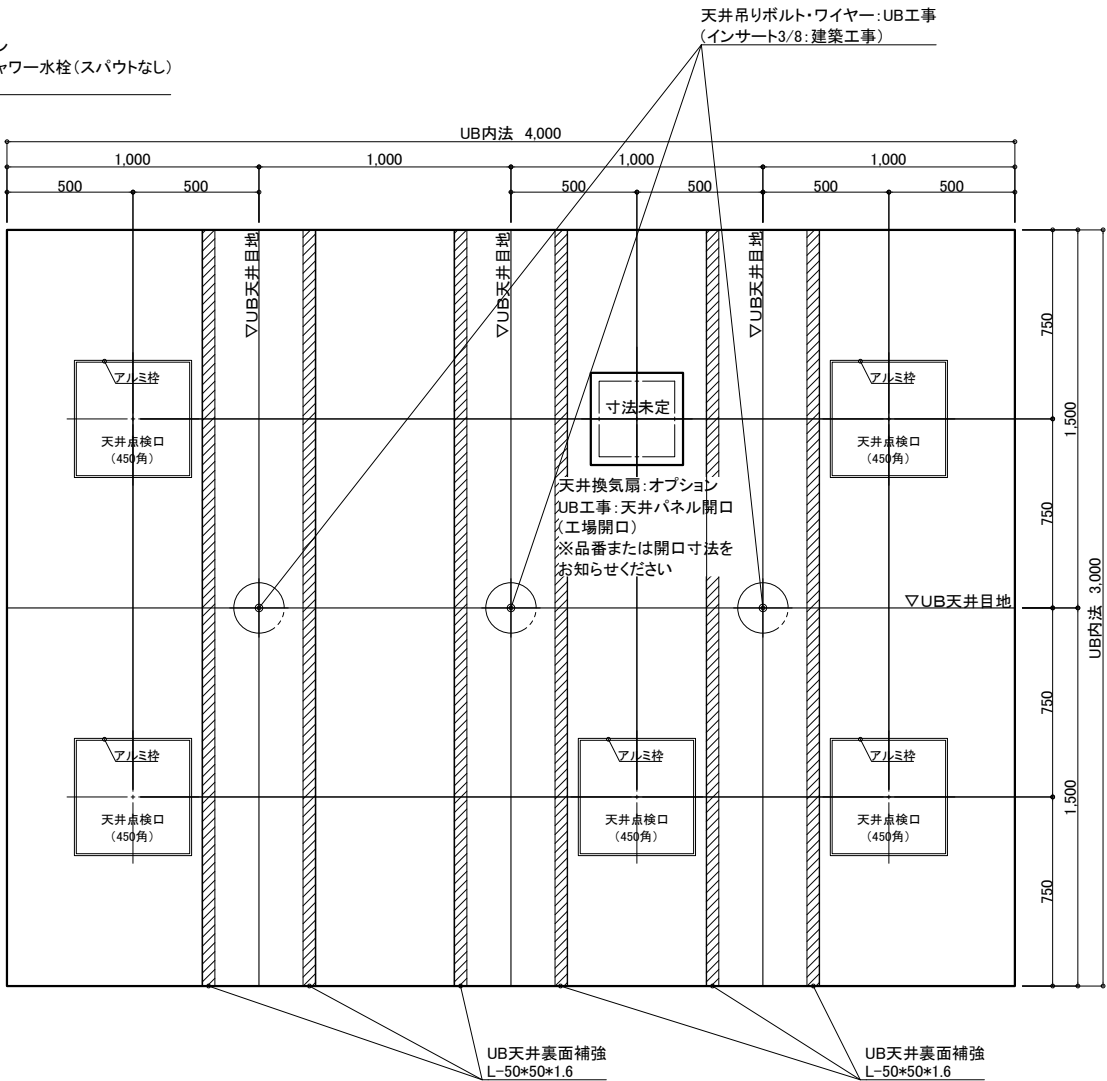 天井吊りボルト・ワイヤー:UB工事
(インサート3/8:建築工事)
ン
ャワー水栓(スパウトなし)
UB内法 4,000
1,000
1,000
1,000
1,000
500
500
500
500
500
500
▽UB天井目地
▽UB天井目地
▽UB天井目地
アルミ枠
天井点検口
(450角)
寸法未定
天井換気扇:オプション
UB工事:天井パネル開口
(工場開口)
※品番または開口寸法を
お知らせください
アルミ枠
天井点検口
(450角)
▽UB天井目地
アルミ枠
天井点検口
(450角)
アルミ枠
天井点検口
(450角)
アルミ枠
天井点検口
(450角)
750
750
750
750
1,500
1,500
UB内法 3,000
UB天井裏面補強
L-50*50*1.6
UB天井裏面補強
L-50*50*1.6